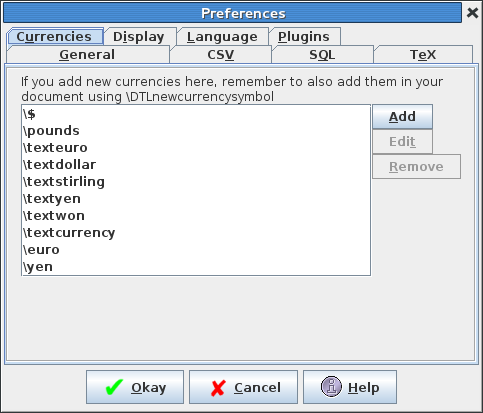 Preferences
Currencies Display Language Plugins
General CSV SQL TeX
If you add new currencies here, remember to also add them in your
document using \DTLnewcurrencysymbol
\$
\pounds
\texteuro
\textdollar
\textstirling
\textyen
\textwon
\textcurrency
\euro
\yen
Add
Edit
Remove
Okay Cancel Help